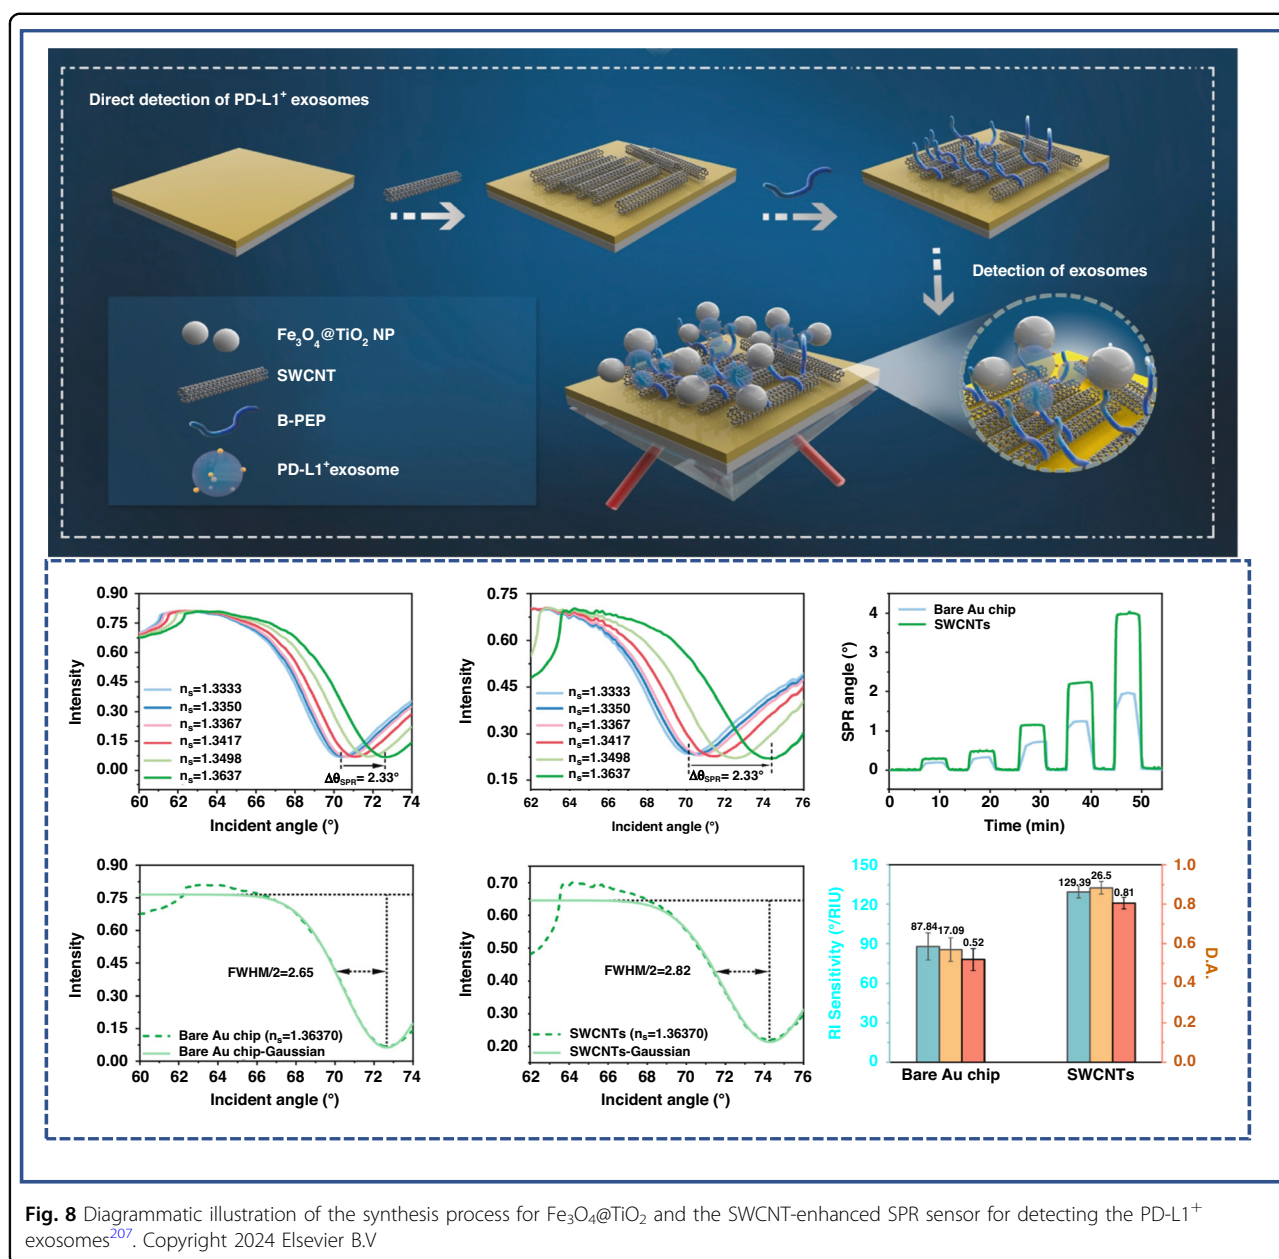 Direct detection of PD-L1⁺ exosomes
Detection of exosomes
Fe₃O₄@TiO₂ NP
SWCNT
B-PEP
PD-L1⁺exosome
0.90
0.75
0.60
0.45
0.30
0.15
0.00
Intensity
nₛ=1.3333
nₛ=1.3350
nₛ=1.3367
nₛ=1.3417
nₛ=1.3498
nₛ=1.3637
Δθ_SPR= 2.33°
60 62 64 66 68 70 72 74
Incident angle (°)
0.75
0.60
0.45
0.30
0.15
Intensity
nₛ=1.3333
nₛ=1.3350
nₛ=1.3367
nₛ=1.3417
nₛ=1.3498
nₛ=1.3637
Δθ_SPR= 2.33°
62 64 66 68 70 72 74 76
Incident angle (°)
4
3
2
1
0
SPR angle (°)
Bare Au chip
SWCNTs
0 10 20 30 40 50
Time (min)
0.90
0.75
0.60
0.45
0.30
0.15
0.00
Intensity
FWHM/2=2.65
Bare Au chip (nₛ=1.36370)
Bare Au chip-Gaussian
60 62 64 66 68 70 72 74
Incident angle (°)
0.70
0.60
0.50
0.40
0.30
0.20
Intensity
FWHM/2=2.82
SWCNTs (nₛ=1.36370)
SWCNTs-Gaussian
62 64 66 68 70 72 74 76
Incident angle (°)
150
120
90
60
30
0
RI Sensitivity (°/RIU)
87.84 17.09 0.52
129.39 26.5 0.81
Bare Au chip SWCNTs
1.0
0.8
0.6
0.4
0.2
0.0
D.A.
Fig. 8 Diagrammatic illustration of the synthesis process for Fe₃O₄@TiO₂ and the SWCNT-enhanced SPR sensor for detecting the PD-L1⁺
exosomes²⁰⁷. Copyright 2024 Elsevier B.V